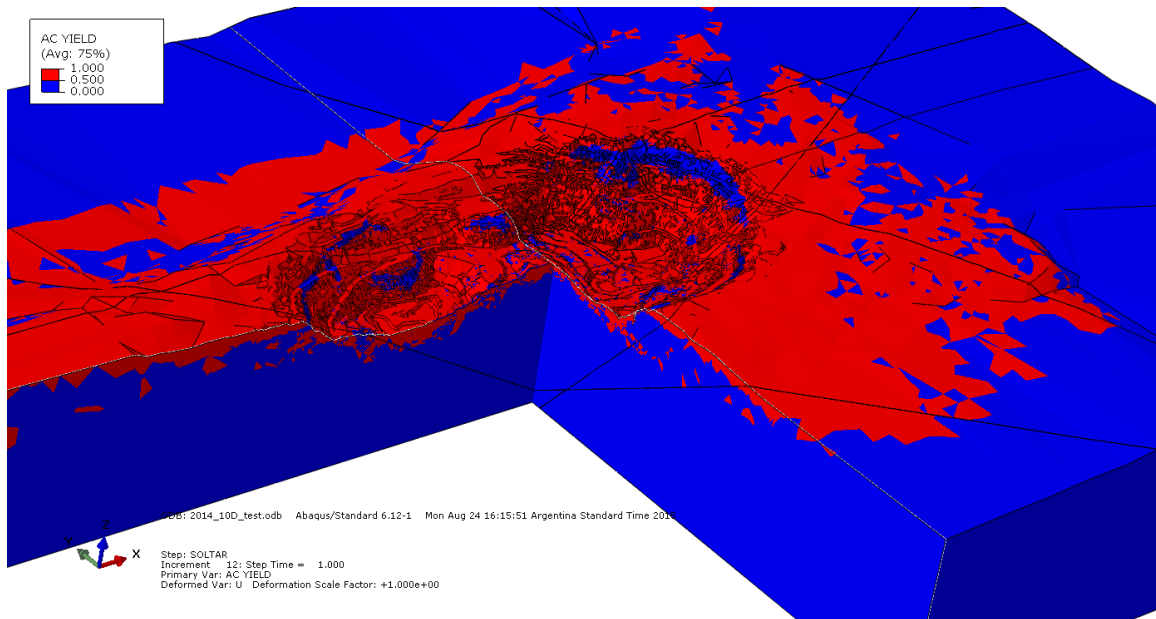 AC YIELD
(Avg: 75%)
1.000
0.500
0.000
ODB: 2014_10D_test.odb Abaqus/Standard 6.12-1 Mon Aug 24 16:15:51 Argentina Standard Time 2015
Z
Y
X
Step: SOLTAR
Increment 12: Step Time = 1.000
Primary Var: AC YIELD
Deformed Var: U Deformation Scale Factor: +1.000e+00